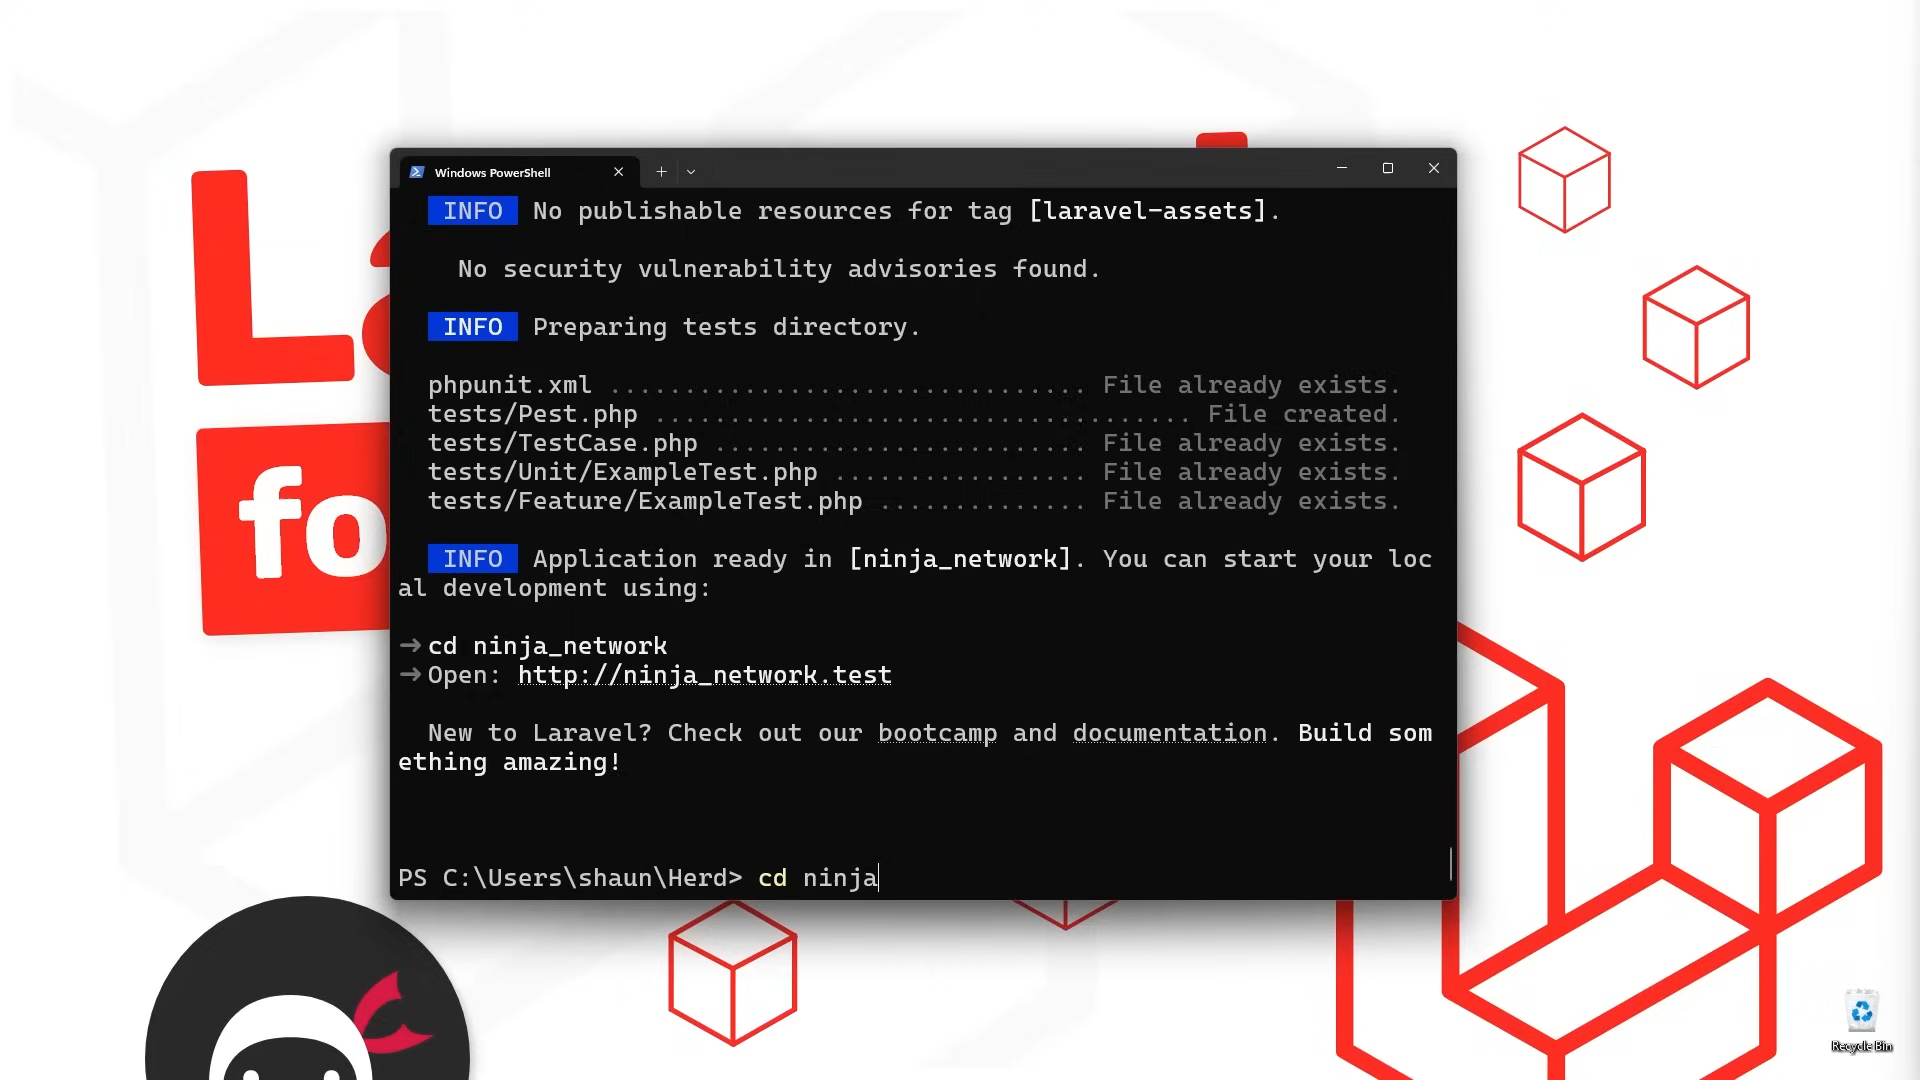 La
fo
Windows PowerShell
INFO No publishable resources for tag [laravel-assets].
No security vulnerability advisories found.
INFO Preparing tests directory.
phpunit.xml ................................ File already exists.
tests/Pest.php .................................... File created.
tests/TestCase.php ......................... File already exists.
tests/Unit/ExampleTest.php ................. File already exists.
tests/Feature/ExampleTest.php .............. File already exists.
INFO Application ready in [ninja_network]. You can start your loc
al development using:
➜ cd ninja_network
➜ Open: http://ninja_network.test
New to Laravel? Check out our bootcamp and documentation. Build som
ething amazing!
PS C:\Users\shaun\Herd> cd ninja
Recycle Bin